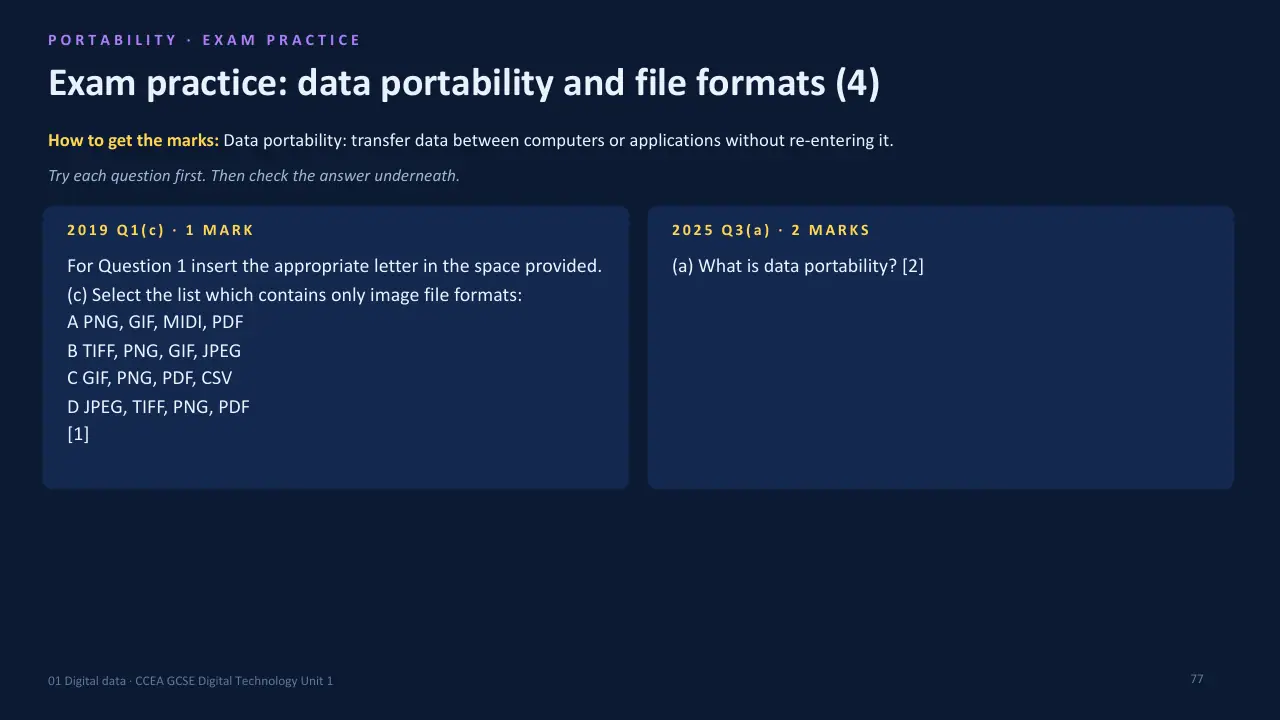 PORTABILITY · EXAM PRACTICE
Exam practice: data portability and file formats (4)
How to get the marks: Data portability: transfer data between computers or applications without re-entering it.
Try each question first. Then check the answer underneath.
2019 Q1(c) · 1 MARK
For Question 1 insert the appropriate letter in the space provided.
(c) Select the list which contains only image file formats:
A PNG, GIF, MIDI, PDF
B TIFF, PNG, GIF, JPEG
C GIF, PNG, PDF, CSV
D JPEG, TIFF, PNG, PDF
[1]
2025 Q3(a) · 2 MARKS
(a) What is data portability? [2]
01 Digital data · CCEA GCSE Digital Technology Unit 1
77